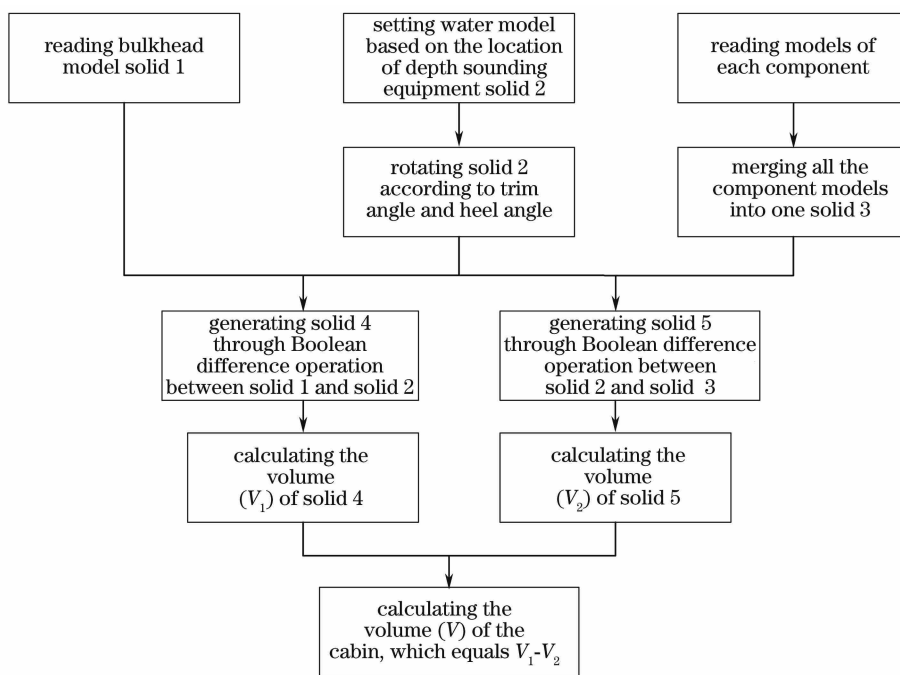 reading bulkhead
model solid 1
setting water model
based on the location
of depth sounding
equipment solid 2
reading models of
each component
rotating solid 2
according to trim
angle and heel angle
merging all the
component models
into one solid 3
generating solid 4
through Boolean
difference operation
between solid 1 and solid 2
generating solid 5
through Boolean difference
operation between
solid 2 and solid 3
calculating the
volume
(V₁) of solid 4
calculating the
volume
(V₂) of solid 5
calculating the
volume (V) of the
cabin, which equals V₁-V₂